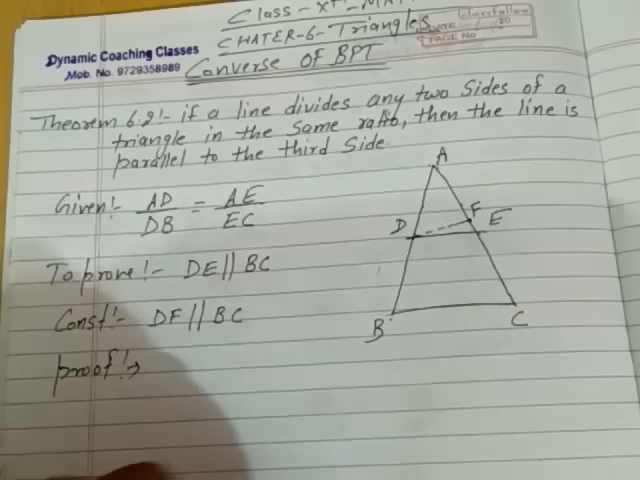 Class - X
CHATER-6- Triangles
Converse OF BPT
Dynamic Coaching Classes
Mob. No. 9729358989
PAGE No
Theorem 6.2!- if a line divides any two sides of a
triangle in the same ratio, then the line is
parallel to the third side
Given!- AD/DB = AE/EC
To prove!- DE||BC
Const!- DF||BC
proof!→
A
D F E
B C